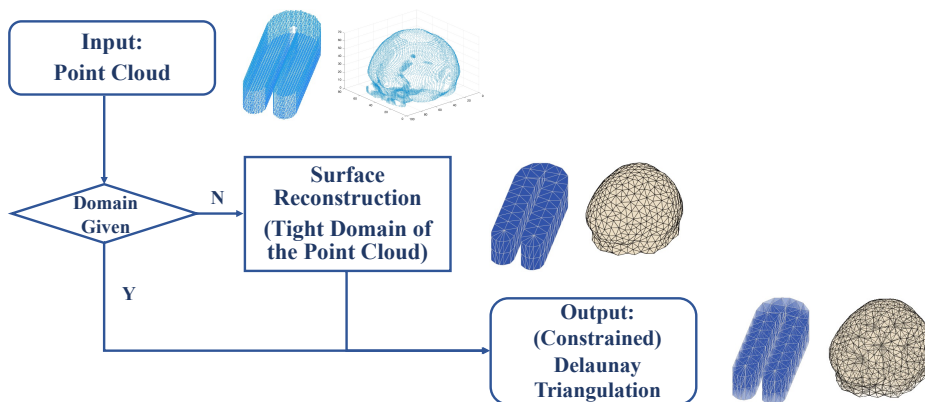 Input:
Point Cloud
Domain
Given
N
Surface
Reconstruction
(Tight Domain of
the Point Cloud)
Y
Output:
(Constrained)
Delaunay
Triangulation